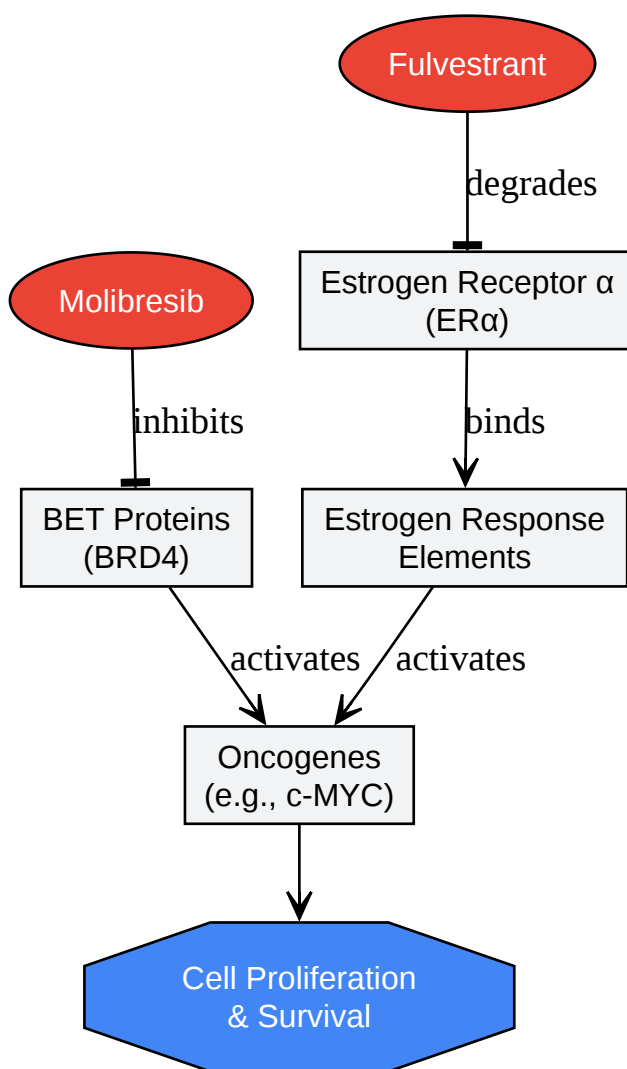 Fulvestrant
degrades
Estrogen Receptor α
(ERα)
Molibresib
inhibits
binds
BET Proteins
(BRD4)
Estrogen Response
Elements
activates
activates
Oncogenes
(e.g., c-MYC)
Cell Proliferation
& Survival